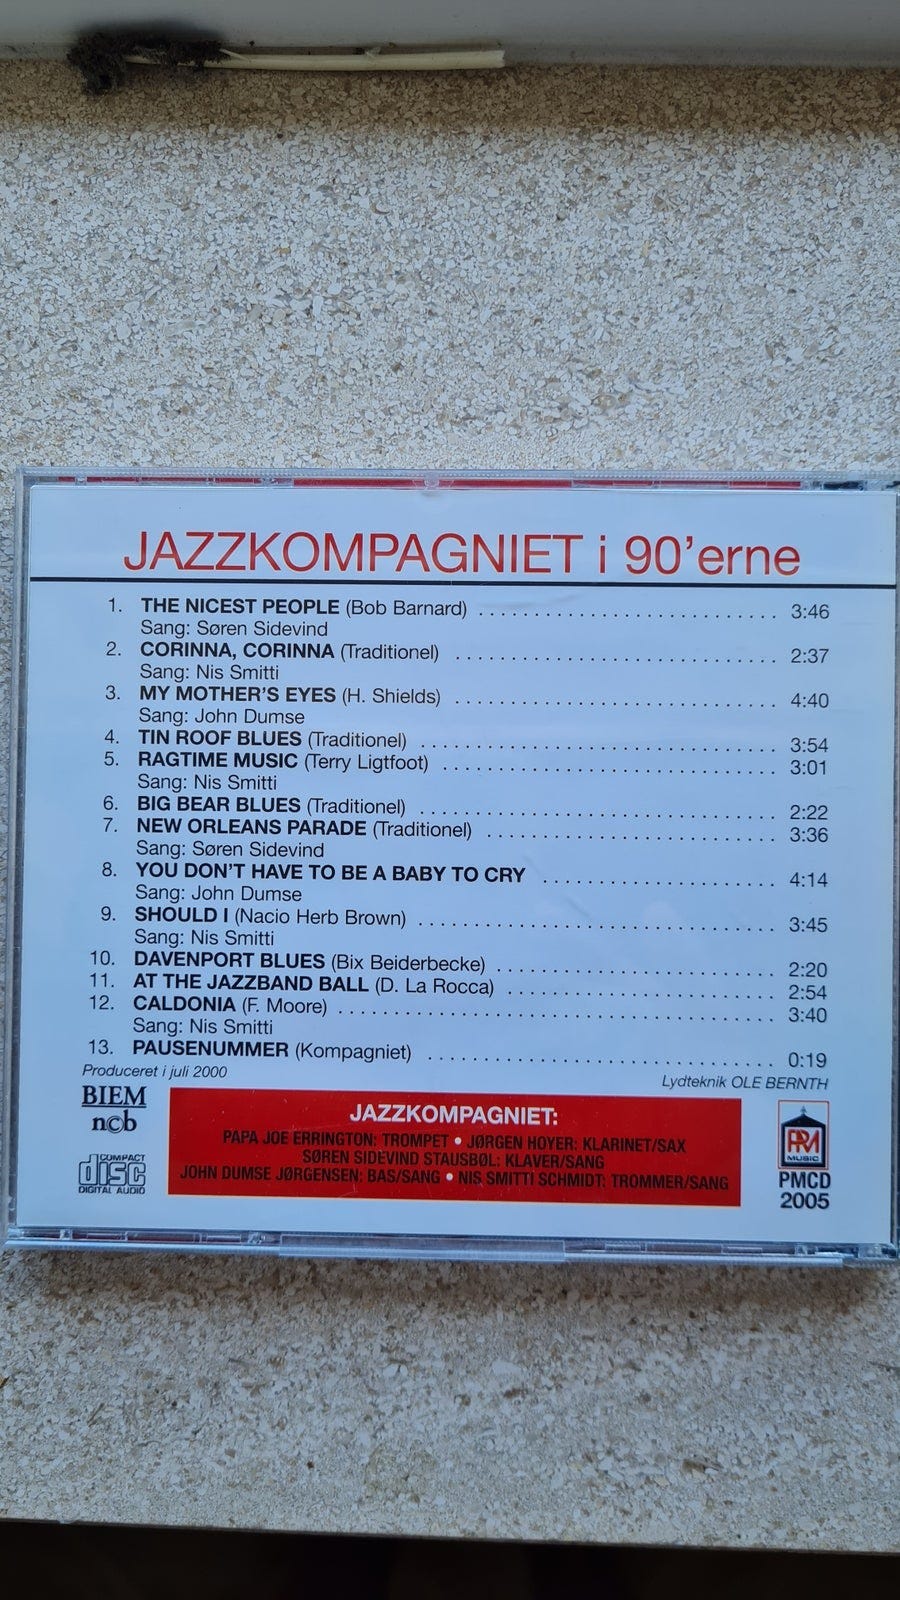 JAZZKOMPAGNIET i 90'erne
1. THE NICEST PEOPLE (Bob Barnard) 3:46
Sang: Søren Sidevind
2. CORINNA, CORINNA (Traditionel) 2:37
Sang: Nis Smitti
3. MY MOTHER'S EYES (H. Shields) 4:40
Sang: John Dumse
4. TIN ROOF BLUES (Traditionel) 3:54
5. RAGTIME MUSIC (Terry Ligtfoot) 3:01
Sang: Nis Smitti
6. BIG BEAR BLUES (Traditionel) 2:22
7. NEW ORLEANS PARADE (Traditionel) 3:36
Sang: Søren Sidevind
8. YOU DON'T HAVE TO BE A BABY TO CRY 4:14
Sang: John Dumse
9. SHOULD I (Nacio Herb Brown) 3:45
Sang: Nis Smitti
10. DAVENPORT BLUES (Bix Beiderbecke) 2:20
11. AT THE JAZZBAND BALL (D. La Rocca) 2:54
12. CALDONIA (F. Moore) 3:40
Sang: Nis Smitti
13. PAUSENUMMER (Kompagniet) 0:19
Produceret i juli 2000
Lydteknik OLE BERNTH
BIEM
ncb
COMPACT
disc
DIGITAL AUDIO
JAZZKOMPAGNIET:
PAPA JOE ERRINGTON: TROMPET • JØRGEN HOYER: KLARINET/SAX
SØREN SIDEVIND STAUSBØL: KLAVER/SANG
JOHN DUMSE JØRGENSEN: BAS/SANG • NIS SMITTI SCHMIDT: TROMMER/SANG
PM
MUSIC
PMCD
2005